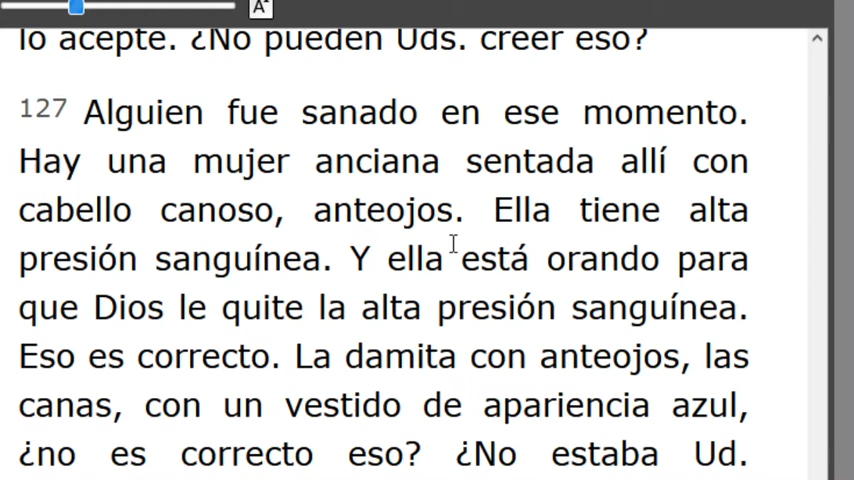 A
lo acepte. ¿No pueden Uds. creer eso?
127 Alguien fue sanado en ese momento.
Hay una mujer anciana sentada allí con
cabello canoso, anteojos. Ella tiene alta
presión sanguínea. Y ella está orando para
que Dios le quite la alta presión sanguínea.
Eso es correcto. La damita con anteojos, las
canas, con un vestido de apariencia azul,
¿no es correcto eso? ¿No estaba Ud.